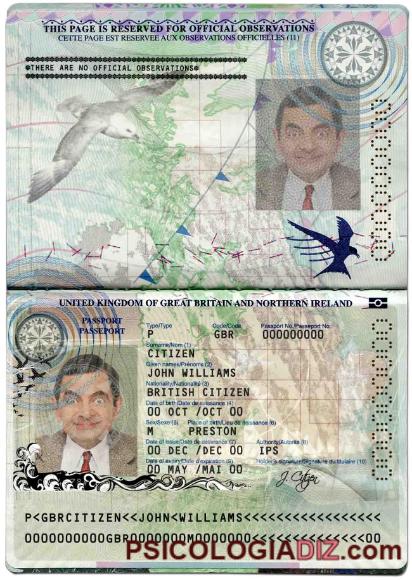 THIS PAGE IS RESERVED FOR OFFICIAL OBSERVATIONS
CETTE PAGE EST RESERVEE AUX OBSERVATIONS OFFICIELLES (11)
THERE ARE NO OFFICIAL OBSERVATIONS
UNITED KINGDOM OF GREAT BRITAIN AND NORTHERN IRELAND
PASSPORT
PASSEPORT
Type/Type Code/Code Passport No./Passeport No.
P GBR 000000000
Surname/Nom (1)
CITIZEN
Given names/Prénoms (2)
JOHN WILLIAMS
Nationality/Nationalité (3)
BRITISH CITIZEN
Date of birth/Date de naissance (4)
00 OCT /OCT 00
Sex/Sexe (5) Place of birth/Lieu de naissance (6)
M PRESTON
Date of issue/Date de délivrance (7) Authority/Autorité (8)
00 DEC /DEC 00 IPS
Date of expiry/Date d'expiration (9) Holder's signature/Signature du titulaire (10)
00 MAY /MAI 00 J. Citizen
P<GBRCITIZEN<<JOHN<WILLIAMS<<<<<<<<<<<<<<<<<
PSICOLOGIADIZ.com